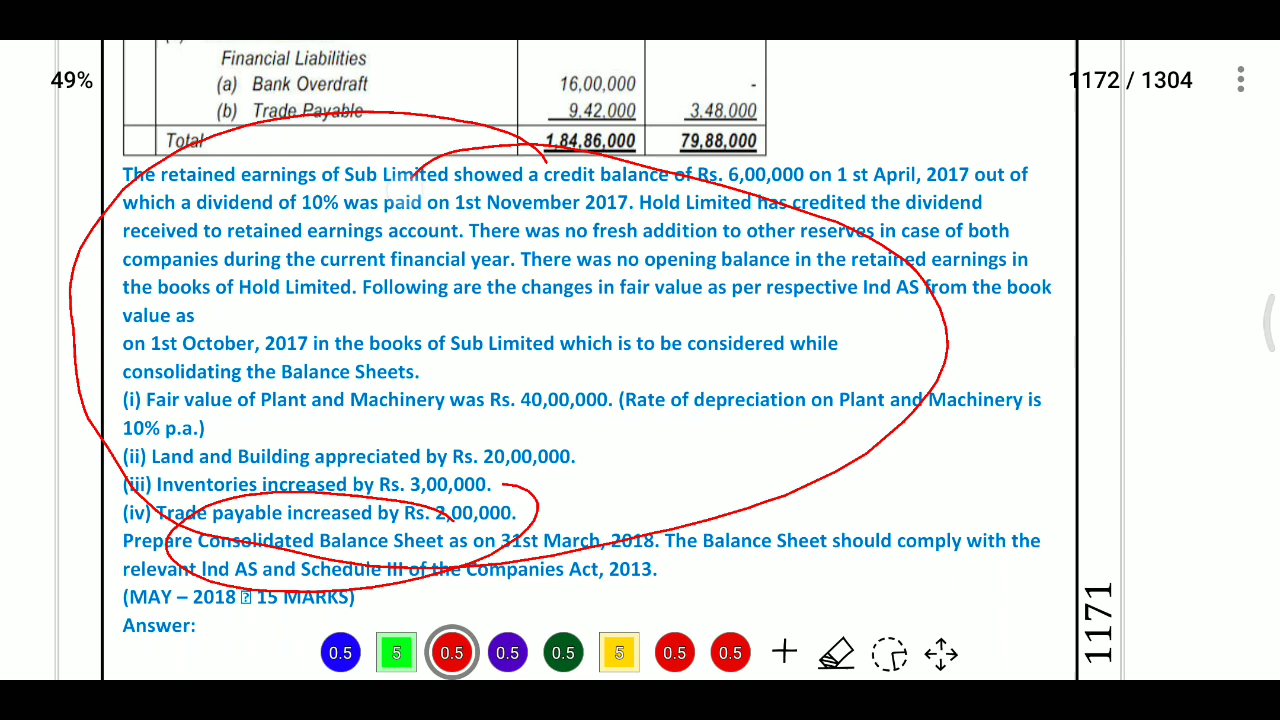 Financial Liabilities
49%
1172 / 1304
(a) Bank Overdraft 16,00,000 -
(b) Trade Payable 9,42,000 3,48,000
Total 1,84,86,000 79,88,000
The retained earnings of Sub Limited showed a credit balance of Rs. 6,00,000 on 1 st April, 2017 out of
which a dividend of 10% was paid on 1st November 2017. Hold Limited has credited the dividend
received to retained earnings account. There was no fresh addition to other reserves in case of both
companies during the current financial year. There was no opening balance in the retained earnings in
the books of Hold Limited. Following are the changes in fair value as per respective Ind AS from the book
value as
on 1st October, 2017 in the books of Sub Limited which is to be considered while
consolidating the Balance Sheets.
(i) Fair value of Plant and Machinery was Rs. 40,00,000. (Rate of depreciation on Plant and Machinery is
10% p.a.)
(ii) Land and Building appreciated by Rs. 20,00,000.
(iii) Inventories increased by Rs. 3,00,000.
(iv) Trade payable increased by Rs. 2,00,000.
Prepare Consolidated Balance Sheet as on 31st March, 2018. The Balance Sheet should comply with the
relevant Ind AS and Schedule III of the Companies Act, 2013.
(MAY – 2018 15 MARKS)
Answer:
1171
0.5 5 0.5 0.5 0.5 5 0.5 0.5